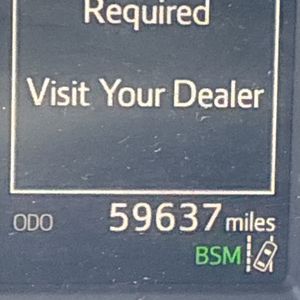 Required
Visit Your Dealer
ODO 59637 miles
BSM